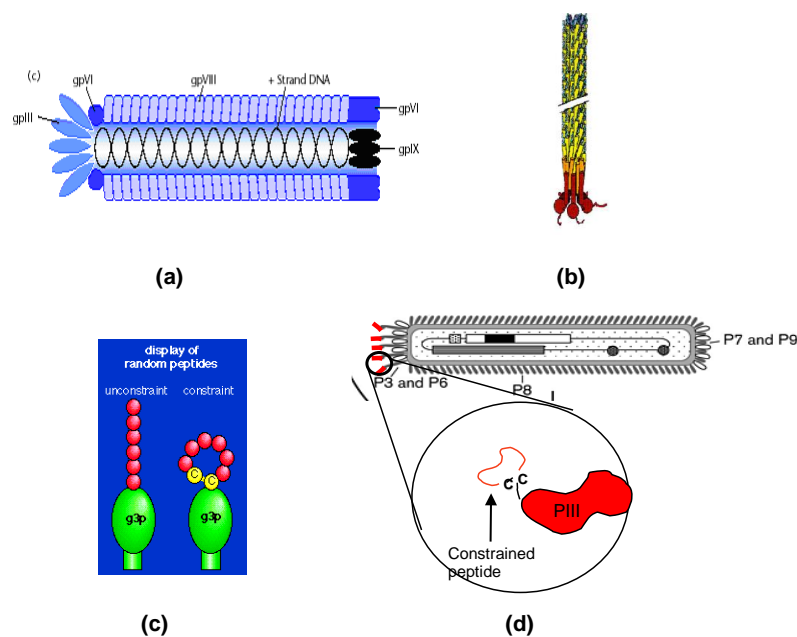 (c)
gpVI
gpVIII
+ Strand DNA
gpVI
gpIII
gpIX
(a)
(b)
display of
random peptides
unconstraint constraint
C C
g3p g3p
(c)
P7 and P9
P3 and P6
P8
C C
PIII
Constrained
peptide
(d)